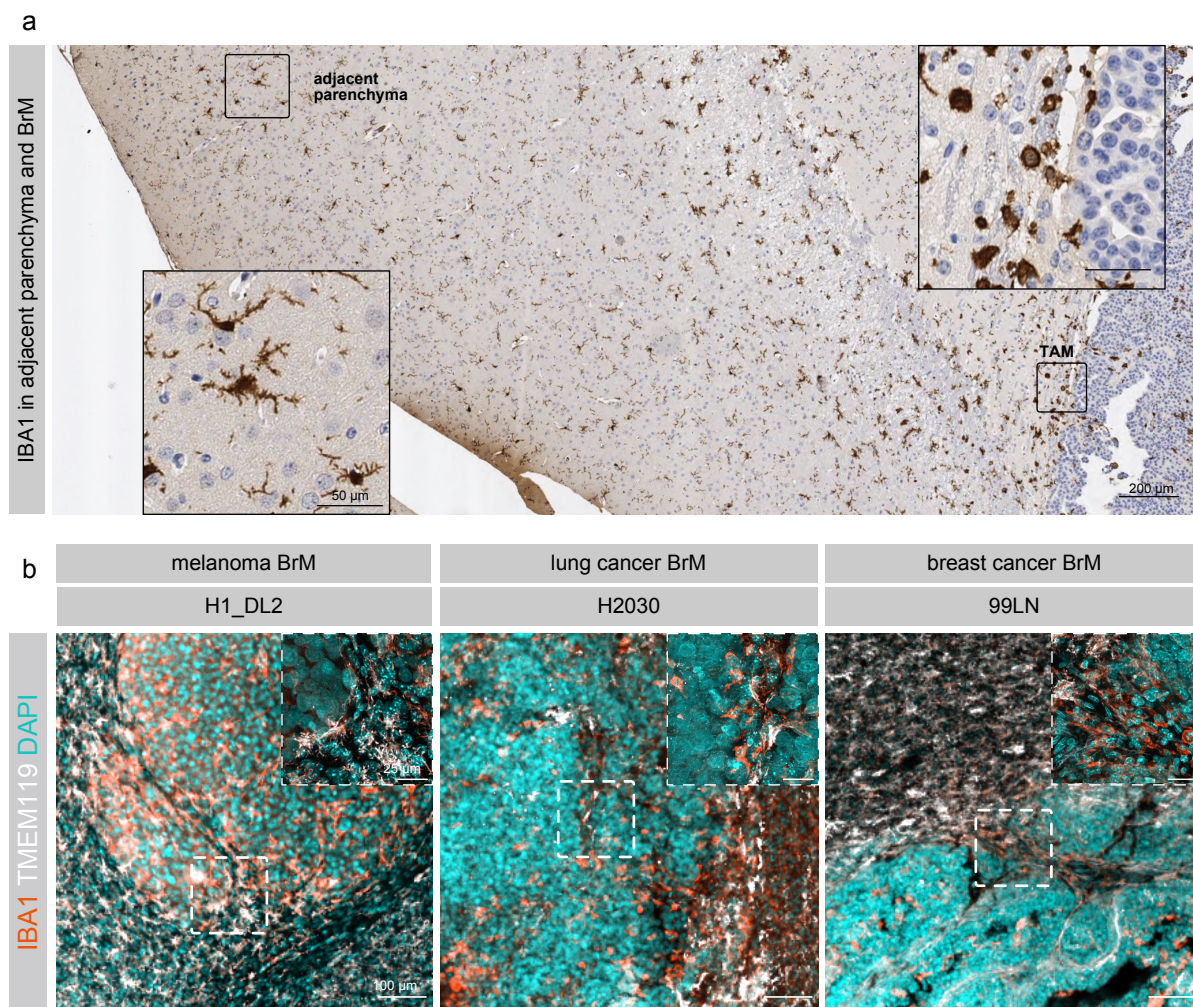 a
IBA1 in adjacent parenchyma and BrM
adjacent
parenchyma
TAM
50 µm
200 µm
b
melanoma BrM
lung cancer BrM
breast cancer BrM
H1_DL2
H2030
99LN
IBA1 TMEM119 DAPI
25 µm
100 µm